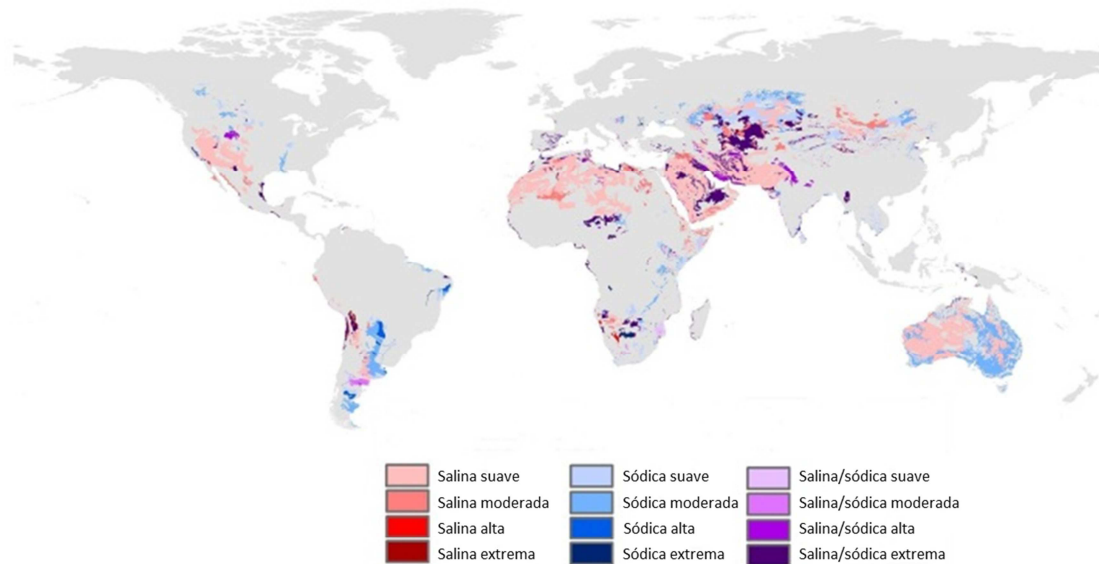 Salina suave Sódica suave Salina/sódica suave
Salina moderada Sódica moderada Salina/sódica moderada
Salina alta Sódica alta Salina/sódica alta
Salina extrema Sódica extrema Salina/sódica extrema